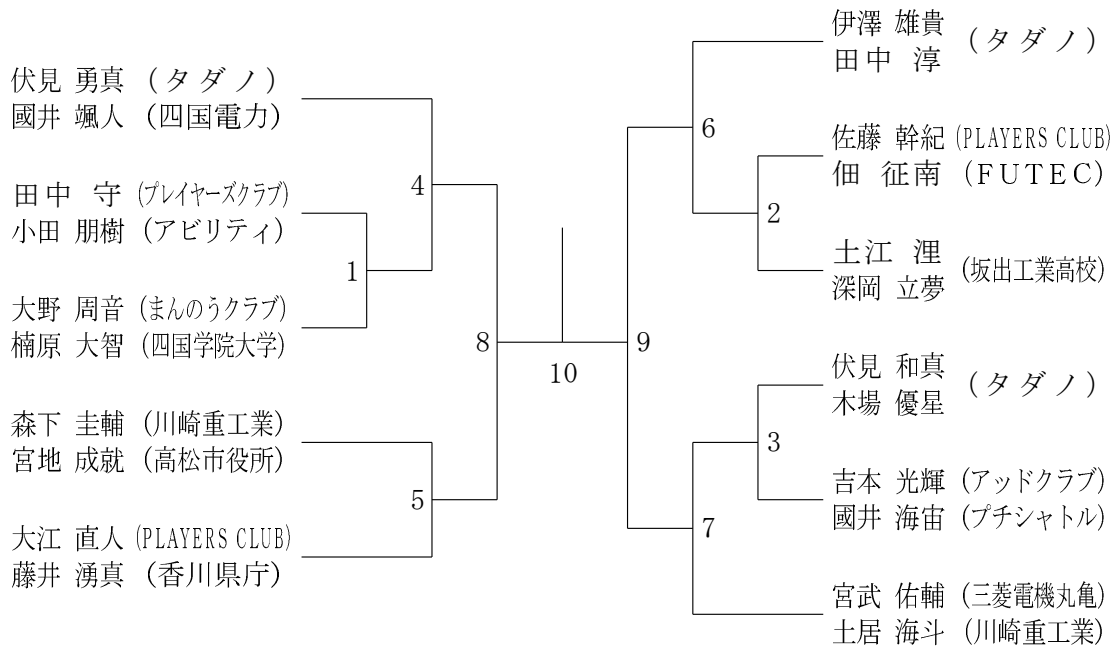 伏見 勇真 (タダノ)
國井 颯人 (四国電力)
田中 守 (プレイヤーズクラブ)
小田 朋樹 (アビリティ)
大野 周音 (まんのうクラブ)
楠原 大智 (四国学院大学)
森下 圭輔 (川崎重工業)
宮地 成就 (高松市役所)
大江 直人 (PLAYERS CLUB)
藤井 湧真 (香川県庁)
4
1
8
5
10
伊澤 雄貴 (タダノ)
田中 淳
佐藤 幹紀 (PLAYERS CLUB)
佃 征南 (FUTEC)
土江 浬 (坂出工業高校)
深岡 立夢
伏見 和真 (タダノ)
木場 優星
吉本 光輝 (アッドクラブ)
國井 海宙 (プチシャトル)
宮武 佑輔 (三菱電機丸亀)
土居 海斗 (川崎重工業)
6
2
9
3
7